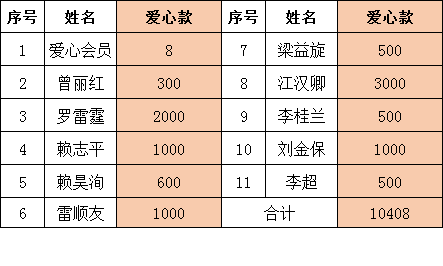 序号 姓名 爱心款 序号 姓名 爱心款
1 爱心会员 8 7 梁益旋 500
2 曾丽红 300 8 江汉卿 3000
3 罗雷霆 2000 9 李桂兰 500
4 赖志平 1000 10 刘金保 1000
5 赖昊洵 600 11 李超 500
6 雷顺友 1000 合计 10408